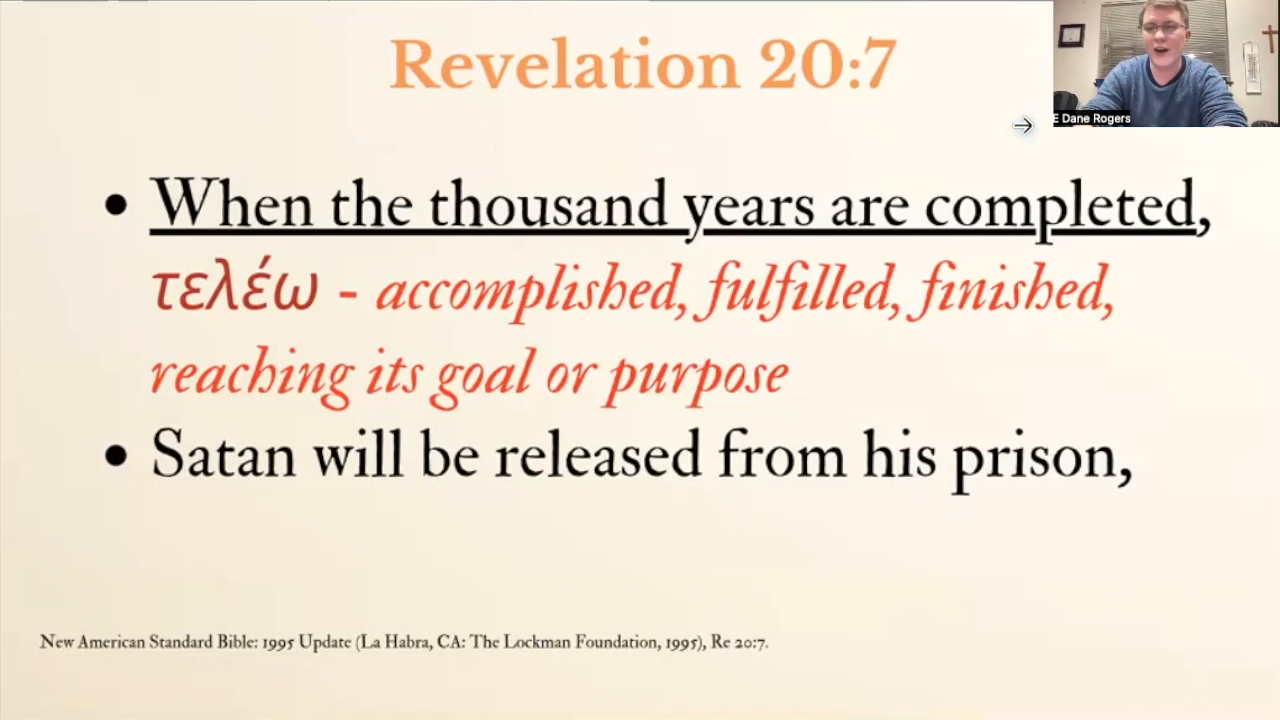 Revelation 20:7
E Dane Rogers
• When the thousand years are completed,
τελέω - accomplished, fulfilled, finished,
reaching its goal or purpose
• Satan will be released from his prison,
New American Standard Bible: 1995 Update (La Habra, CA: The Lockman Foundation, 1995), Re 20:7.